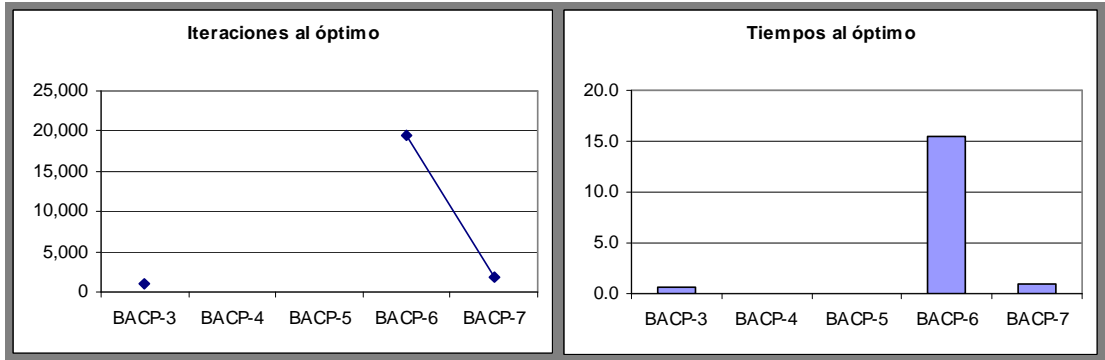 Iteraciones al óptimo
25,000
20,000
15,000
10,000
5,000
0
BACP-3 BACP-4 BACP-5 BACP-6 BACP-7
Tiempos al óptimo
20.0
15.0
10.0
5.0
0.0
BACP-3 BACP-4 BACP-5 BACP-6 BACP-7